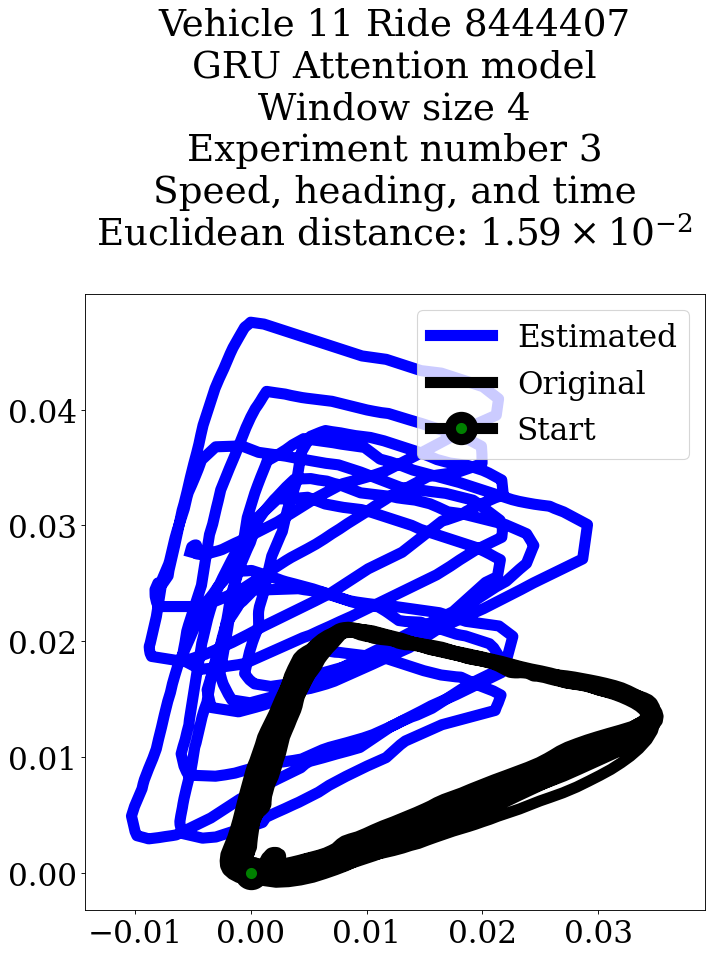 Vehicle 11 Ride 8444407
GRU Attention model
Window size 4
Experiment number 3
Speed, heading, and time
Euclidean distance: 1.59 × 10⁻²
Estimated
Original
Start
0.04
0.03
0.02
0.01
0.00
−0.01 0.00 0.01 0.02 0.03